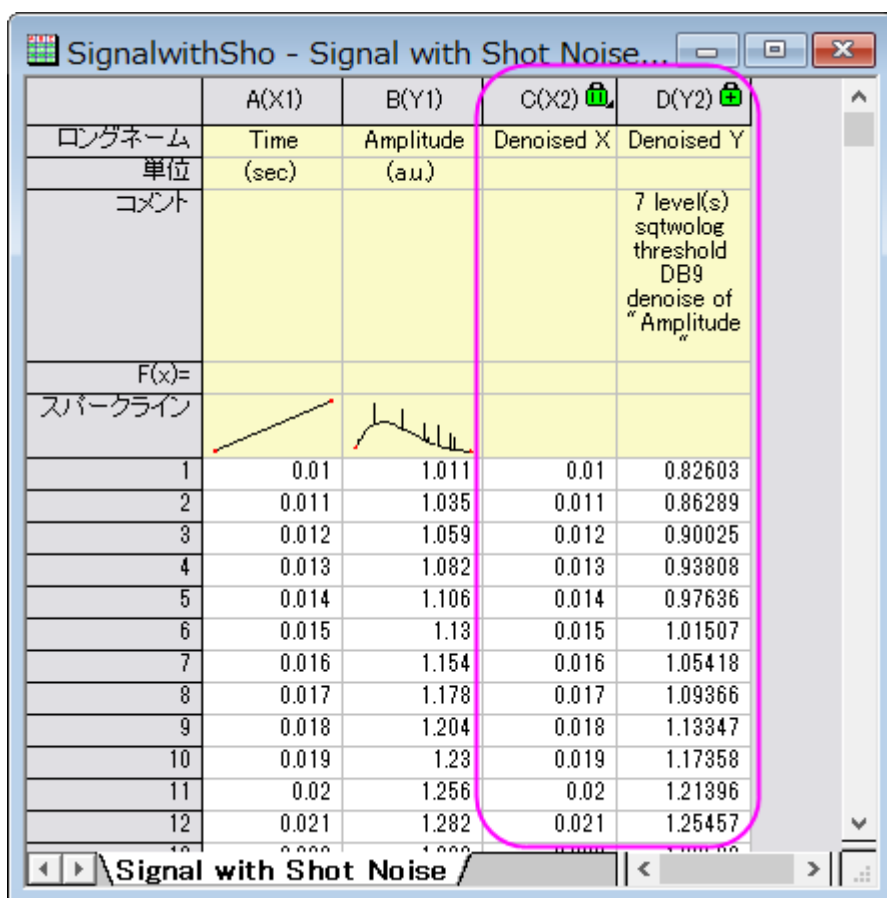 SignalwithSho - Signal with Shot Noise...
A(X1) B(Y1) C(X2) D(Y2)
ロングネーム Time Amplitude Denoised X Denoised Y
単位 (sec) (a.u.)
コメント 7 level(s)
sqtwolog
threshold
DB9
denoise of
"Amplitude
"
F(x)=
スパークライン
1 0.01 1.011 0.01 0.82603
2 0.011 1.035 0.011 0.86289
3 0.012 1.059 0.012 0.90025
4 0.013 1.082 0.013 0.93808
5 0.014 1.106 0.014 0.97636
6 0.015 1.13 0.015 1.01507
7 0.016 1.154 0.016 1.05418
8 0.017 1.178 0.017 1.09366
9 0.018 1.204 0.018 1.13347
10 0.019 1.23 0.019 1.17358
11 0.02 1.256 0.02 1.21396
12 0.021 1.282 0.021 1.25457
Signal with Shot Noise